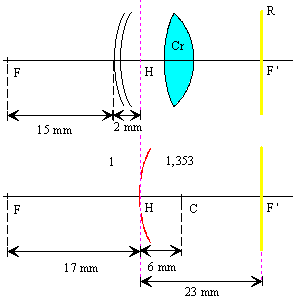 R
Cr
F H F'
15 mm 2 mm
1 1,353
F H C F'
17 mm 6 mm
23 mm